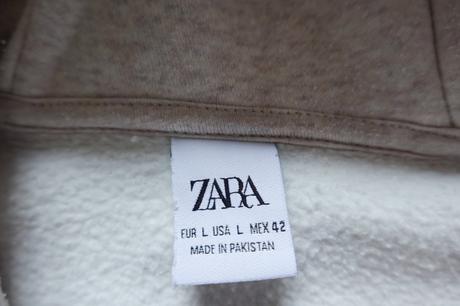 ZARA
EUR L USA L MEX 42
MADE IN PAKISTAN